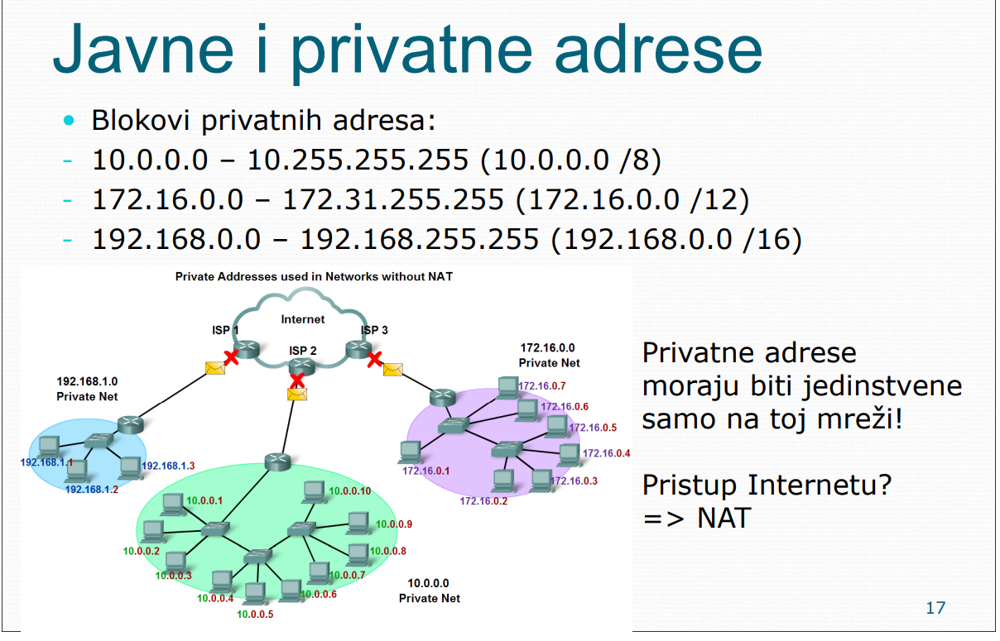 Javne i privatne adrese
• Blokovi privatnih adresa:
- 10.0.0.0 – 10.255.255.255 (10.0.0.0 /8)
- 172.16.0.0 – 172.31.255.255 (172.16.0.0 /12)
- 192.168.0.0 – 192.168.255.255 (192.168.0.0 /16)
Private Addresses used in Networks without NAT
Internet
ISP 1
ISP 2
ISP 3
192.168.1.0
Private Net
192.168.1.1
192.168.1.2
192.168.1.3
172.16.0.0
Private Net
172.16.0.7
172.16.0.6
172.16.0.5
172.16.0.4
172.16.0.3
172.16.0.2
172.16.0.1
10.0.0.1
10.0.0.2
10.0.0.3
10.0.0.4
10.0.0.5
10.0.0.6
10.0.0.7
10.0.0.8
10.0.0.9
10.0.0.10
10.0.0.0
Private Net
Privatne adrese
moraju biti jedinstvene
samo na toj mreži!
Pristup Internetu?
=> NAT
17